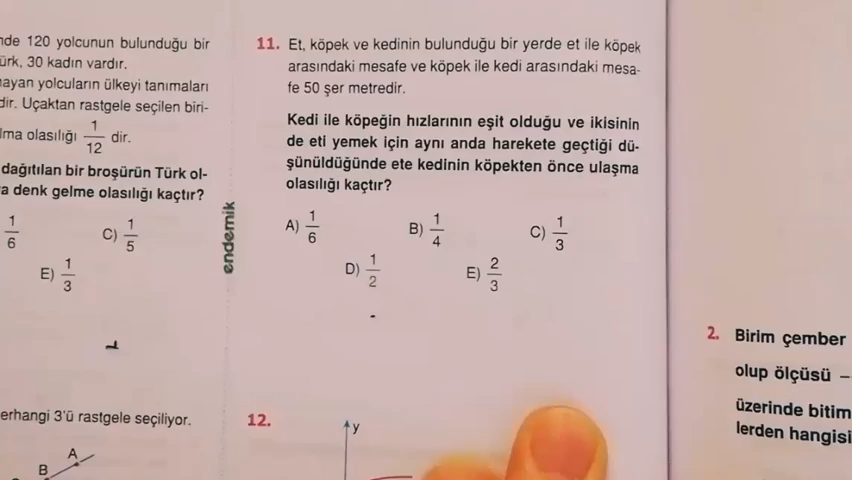 nde 120 yolcunun bulunduğu bir
ürk, 30 kadın vardır.
mayan yolcuların ülkeyi tanımaları
dir. Uçaktan rastgele seçilen biri-
lma olasılığı 1/12 dir.
dağıtılan bir broşürün Türk ol-
a denk gelme olasılığı kaçtır?
1/6 C) 1/5
E) 1/3
erhangi 3'ü rastgele seçiliyor.
A
B
endemik
11. Et, köpek ve kedinin bulunduğu bir yerde et ile köpek
arasındaki mesafe ve köpek ile kedi arasındaki mesa-
fe 50 şer metredir.
Kedi ile köpeğin hızlarının eşit olduğu ve ikisinin
de eti yemek için aynı anda harekete geçtiği dü-
şünüldüğünde ete kedinin köpekten önce ulaşma
olasılığı kaçtır?
A) 1/6 B) 1/4 C) 1/3
D) 1/2 E) 2/3
12.
y
2. Birim çember
olup ölçüsü –
üzerinde bitim
lerden hangisi